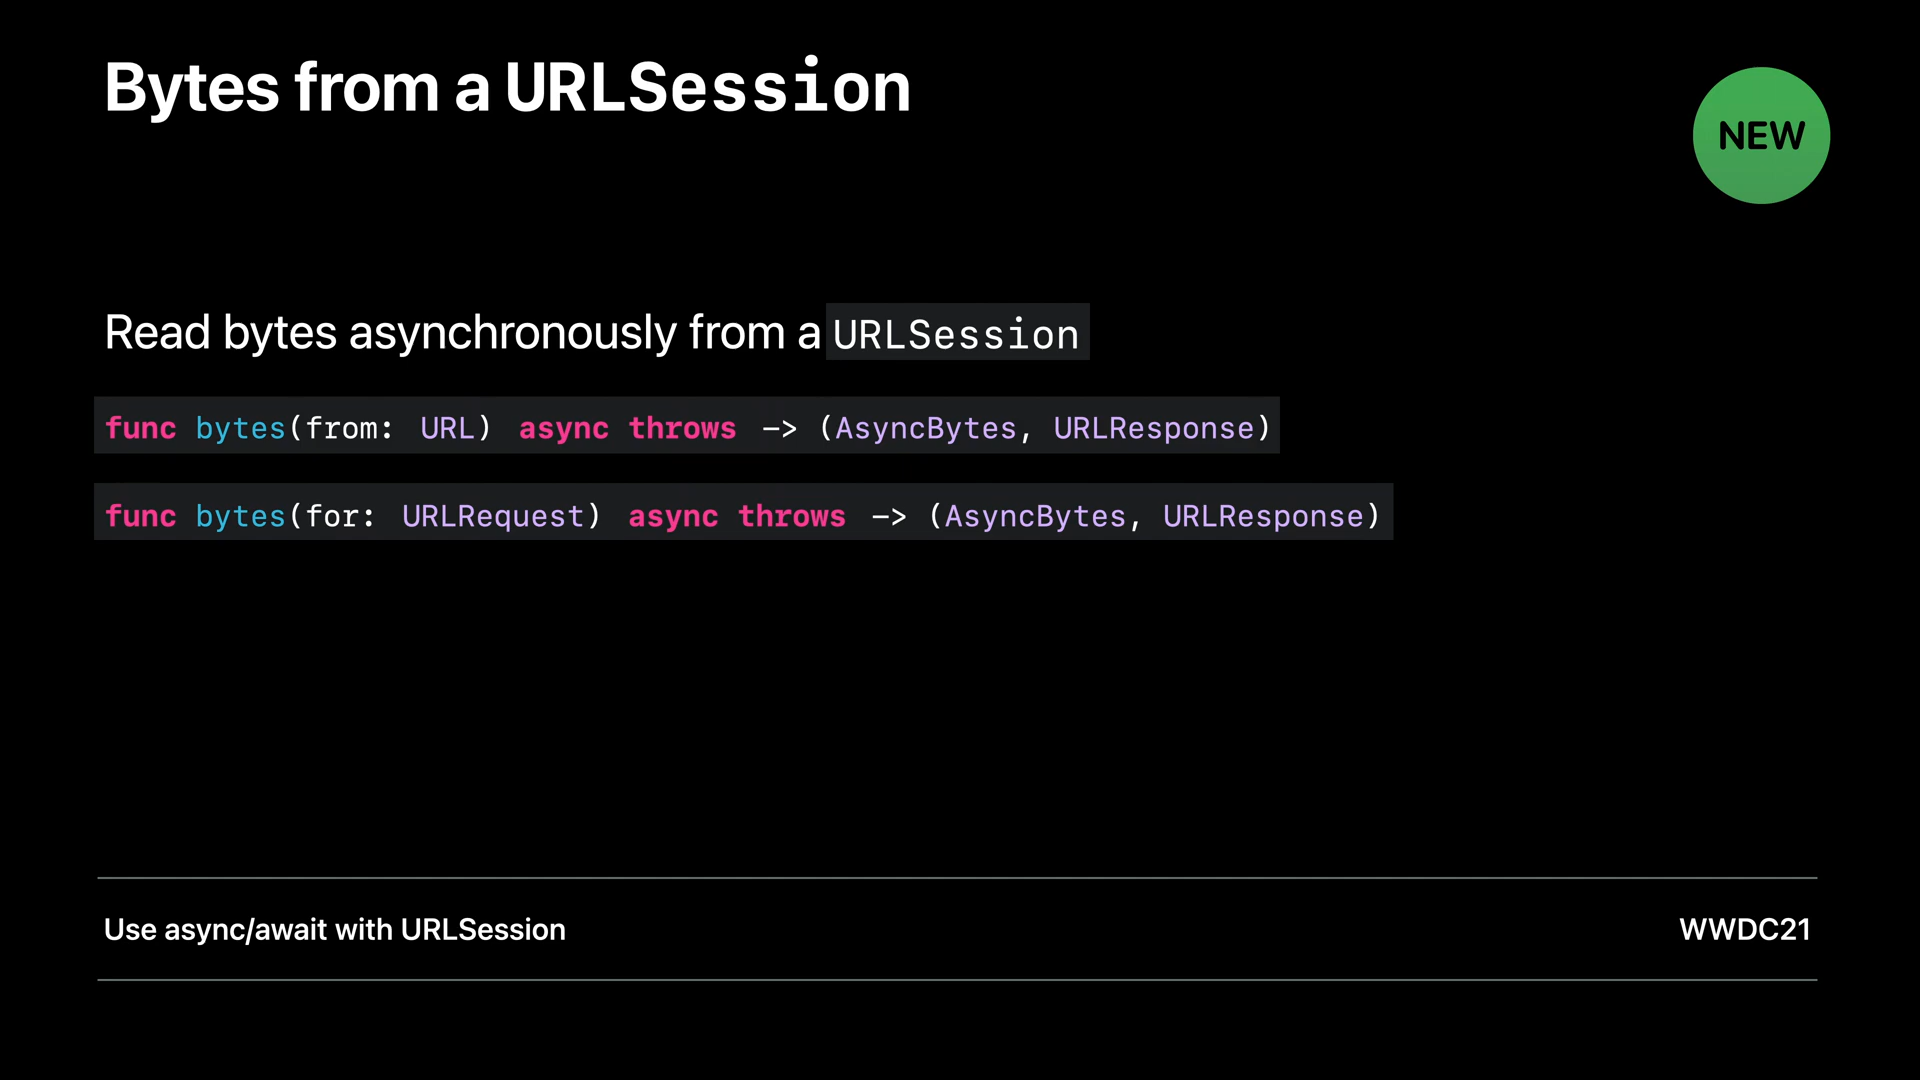 Bytes from a URLSession
NEW
Read bytes asynchronously from a URLSession
func bytes(from: URL) async throws -> (AsyncBytes, URLResponse)
func bytes(for: URLRequest) async throws -> (AsyncBytes, URLResponse)
Use async/await with URLSession
WWDC21